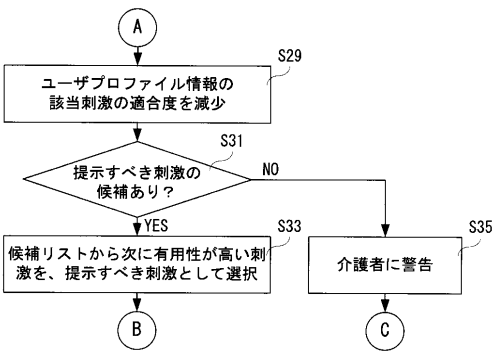 A
S29
ユーザプロファイル情報の
該当刺激の適合度を減少
S31
提示すべき刺激の
候補あり？
NO
YES
S33
候補リストから次に有用性が高い刺
激を、提示すべき刺激として選択
S35
介護者に警告
B
C